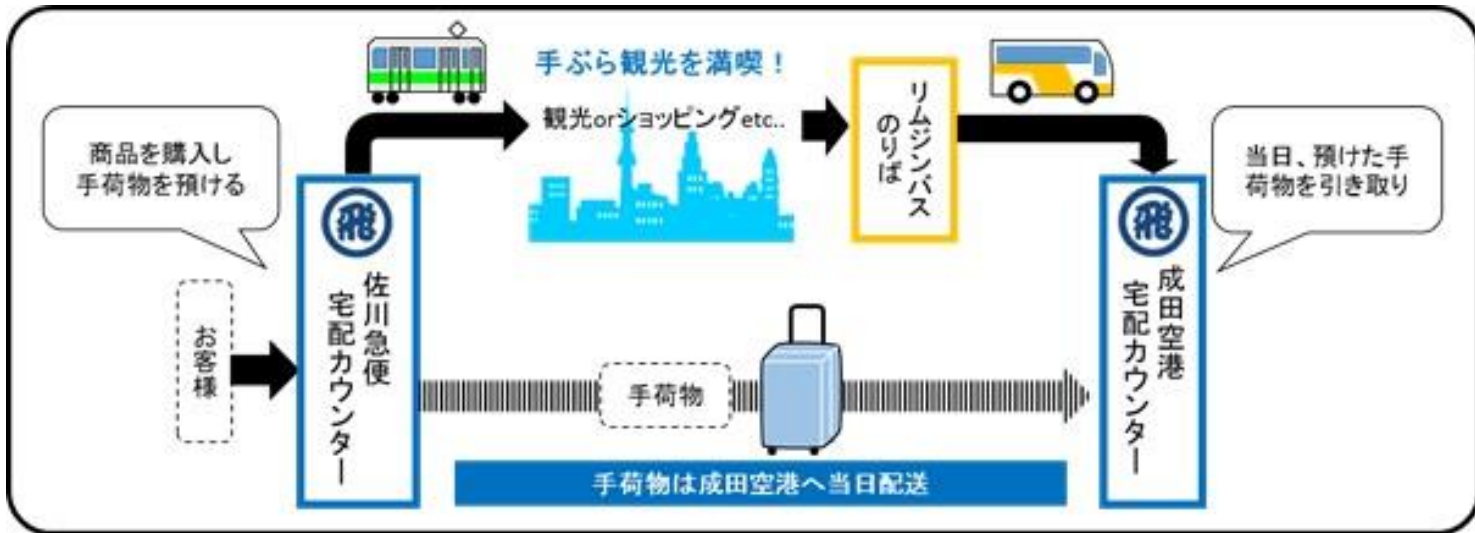 手ぶら観光を満喫！
観光orショッピングetc..
リムジンバス
のりば
商品を購入し
手荷物を預ける
当日、預けた手
荷物を引き取り
お客様
飛
佐川急便
宅配カウンター
手荷物
飛
成田空港
宅配カウンター
手荷物は成田空港へ当日配送